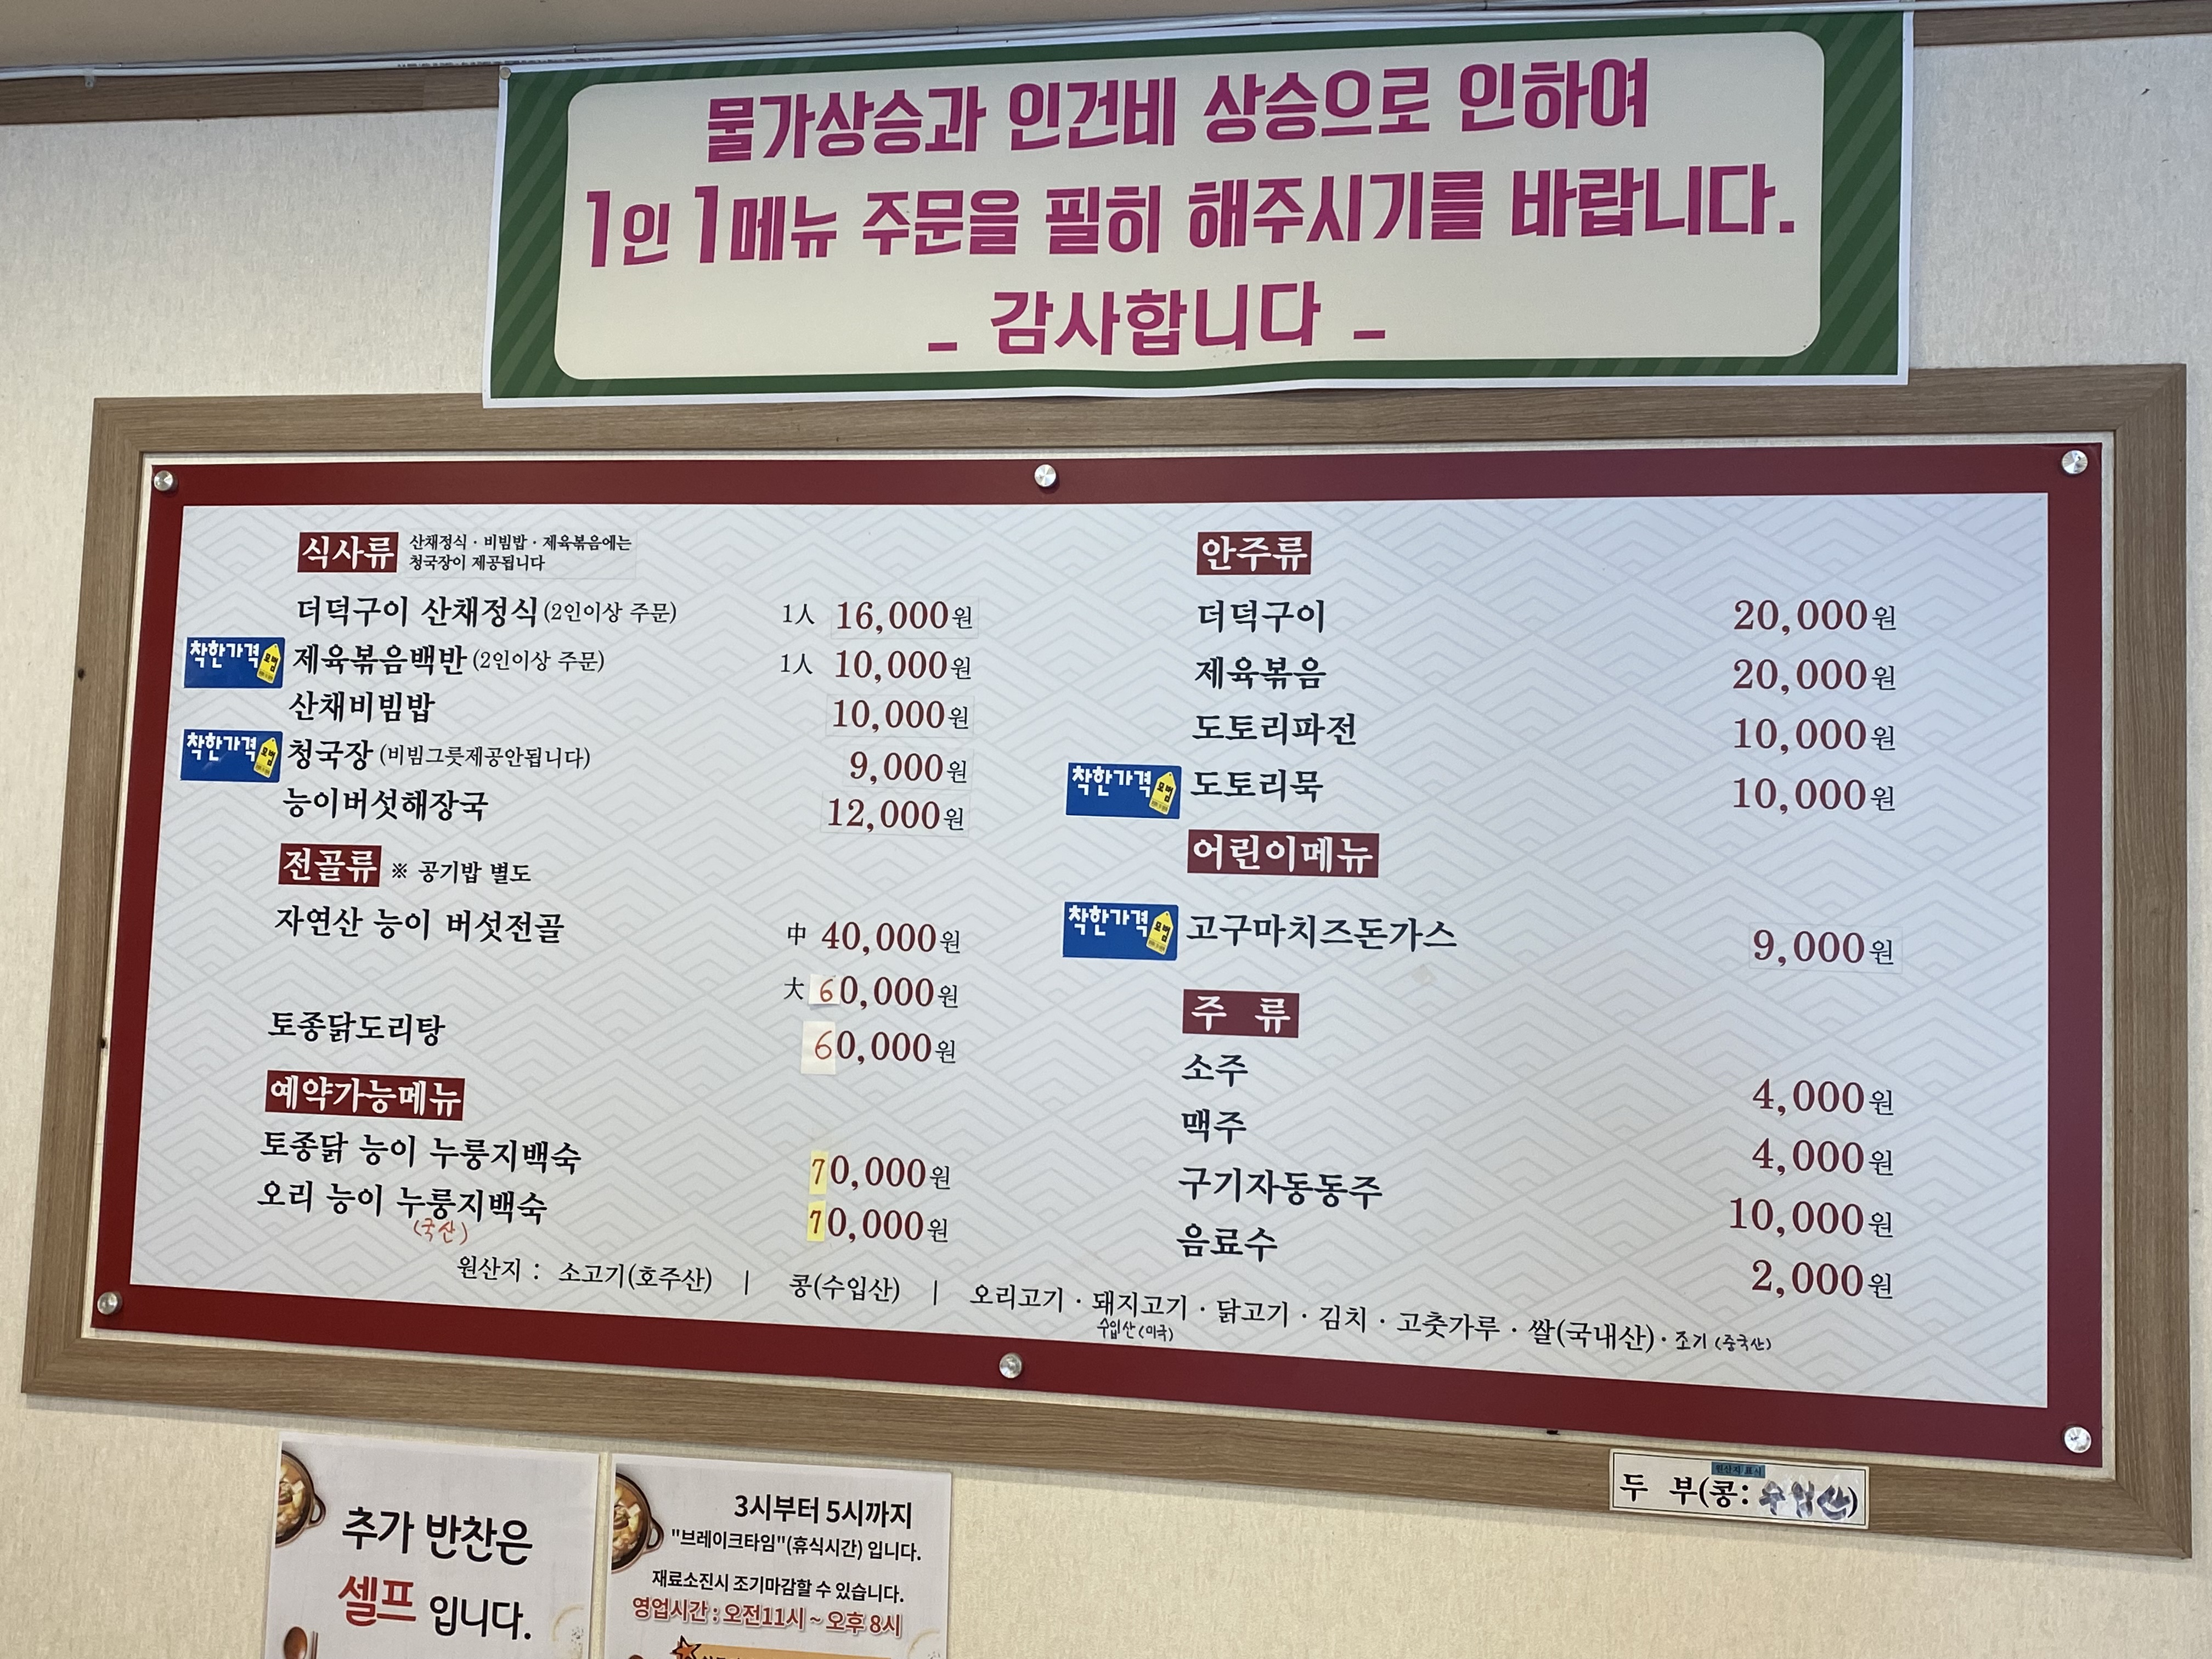 물가상승과 인건비 상승으로 인하여
1인 1메뉴 주문을 필히 해주시기를 바랍니다.
- 감사합니다 -
식사류 산채정식 · 비빔밥 · 제육볶음에는
청국장이 제공됩니다
더덕구이 산채정식 (2인이상 주문) 1人 16,000원
착한가격 모범 제육볶음백반 (2인이상 주문) 1人 10,000원
산채비빔밥 10,000원
착한가격 모범 청국장 (비빔그릇제공안됩니다) 9,000원
능이버섯해장국 12,000원
전골류 ※ 공기밥 별도
자연산 능이 버섯전골 中 40,000원
大 60,000원
토종닭도리탕 60,000원
예약가능메뉴
토종닭 능이 누룽지백숙 70,000원
오리 능이 누룽지백숙 70,000원
(국산)
안주류
더덕구이 20,000원
제육볶음 20,000원
도토리파전 10,000원
착한가격 모범 도토리묵 10,000원
어린이메뉴
착한가격 모범 고구마치즈돈가스 9,000원
주 류
소주 4,000원
맥주 4,000원
구기자동동주 10,000원
음료수 2,000원
원산지 : 소고기(호주산) | 콩(수입산) | 오리고기 · 돼지고기 · 닭고기 · 김치 · 고춧가루 · 쌀(국내산) · 조기 (중국산)
수입산 (미국)
원산지 표시
두 부(콩: 수입산)
추가 반찬은
셀프 입니다.
3시부터 5시까지
"브레이크타임"(휴식시간) 입니다.
재료소진시 조기마감할 수 있습니다.
영업시간 : 오전11시 ~ 오후 8시